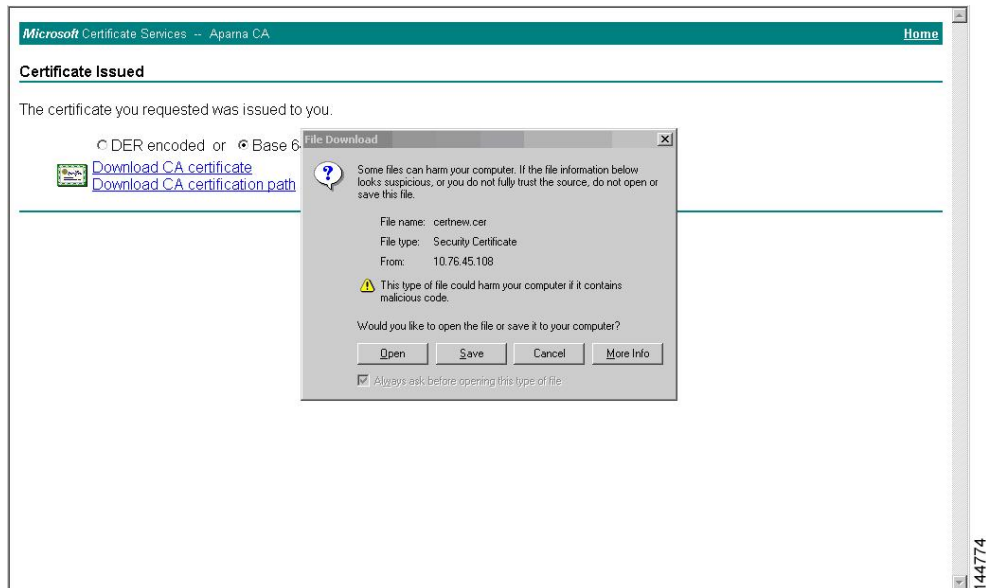 Microsoft Certificate Services -- Aparna CA
Home
Certificate Issued
The certificate you requested was issued to you.
DER encoded or Base 6
Download CA certificate
Download CA certification path
File Download
Some files can harm your computer. If the file information below
looks suspicious, or you do not fully trust the source, do not open or
save this file.
File name: certnew.cer
File type: Security Certificate
From: 10.76.45.108
This type of file could harm your computer if it contains
malicious code.
Would you like to open the file or save it to your computer?
Open
Save
Cancel
More Info
Always ask before opening this type of file
144774